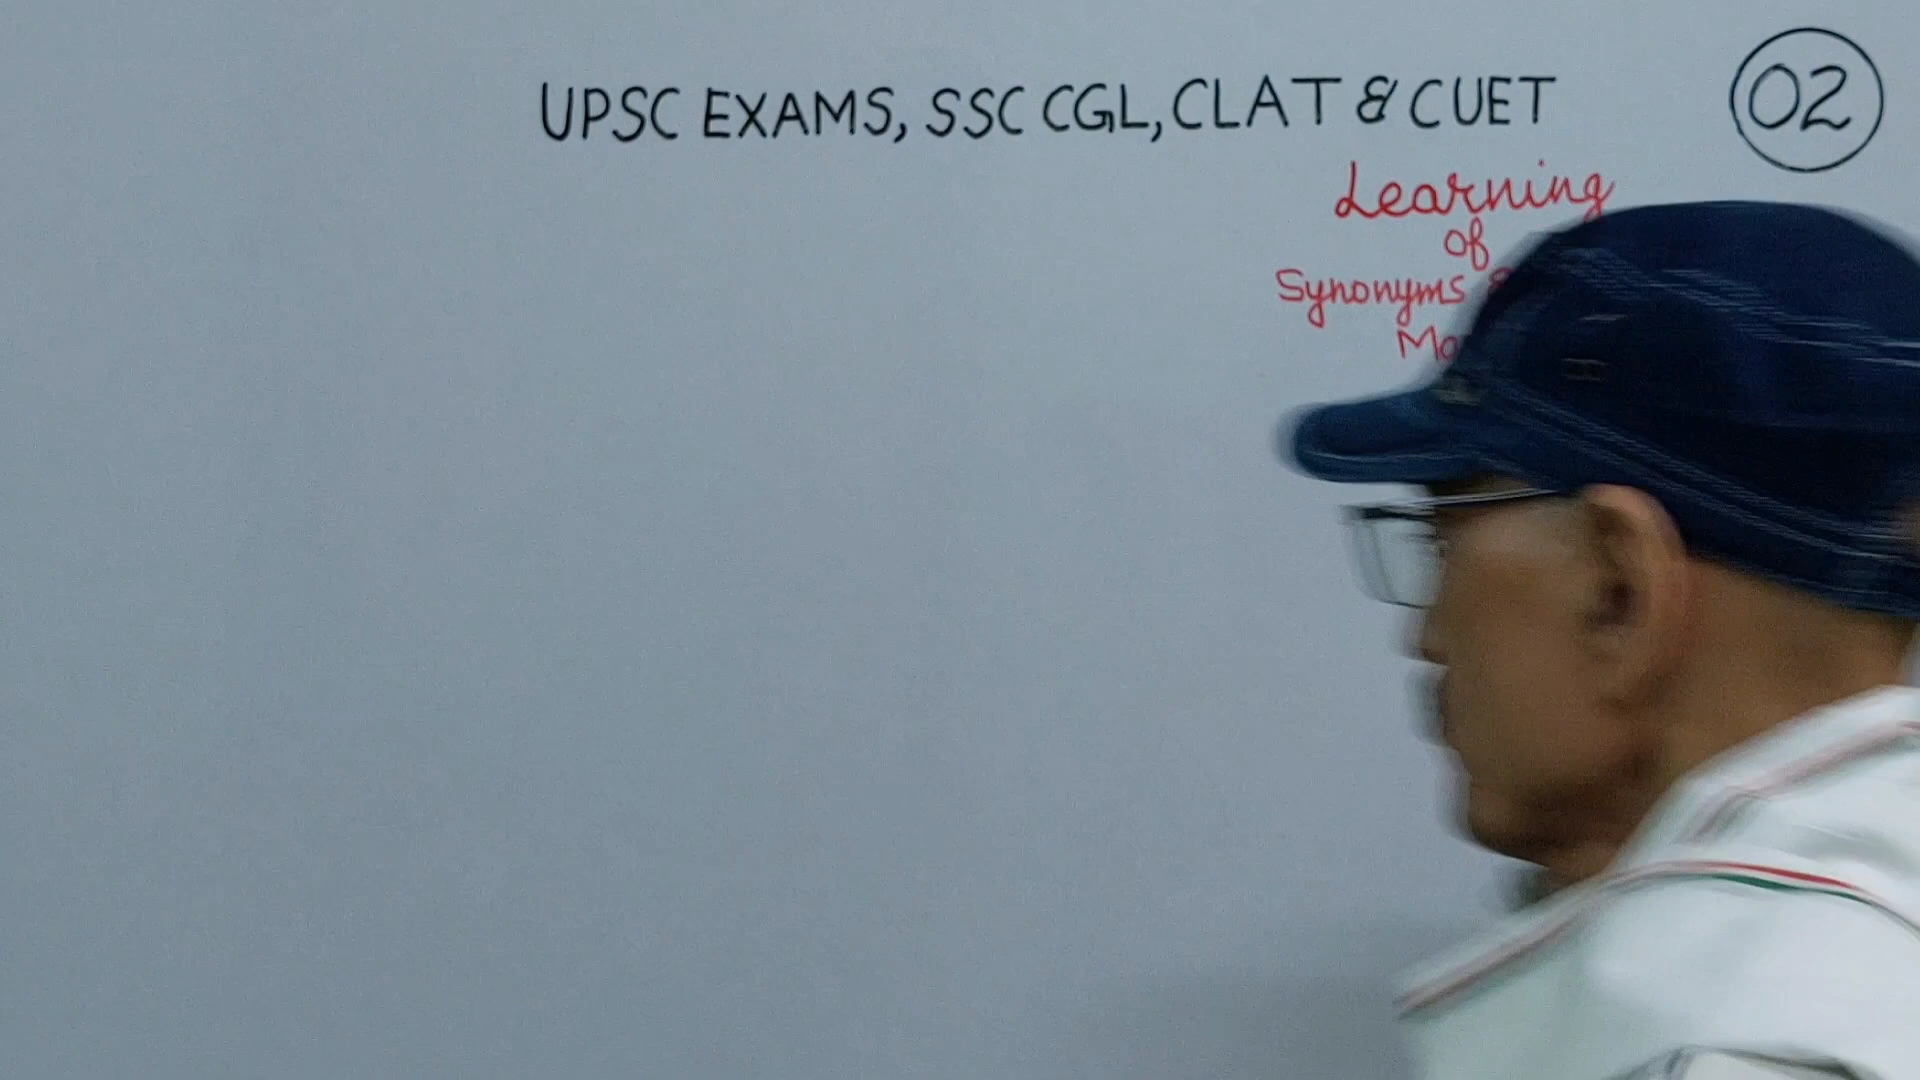 UPSC EXAMS, SSC CGL, CLAT & CUET
02
Learning
of
Synonyms